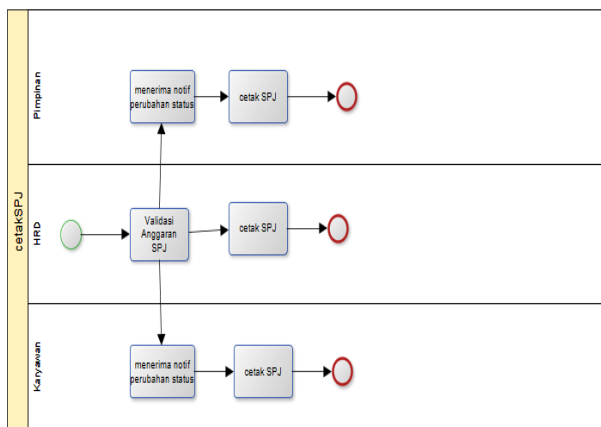 cetakSPJ
Pimpinan
menerima notif
perubahan status
cetak SPJ
HRD
Validasi
Anggaran
SPJ
cetak SPJ
Karyawan
menerima notif
perubahan status
cetak SPJ